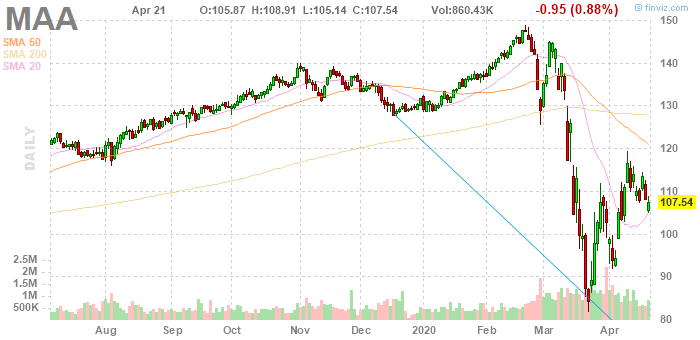 MAA Apr 21 O:105.87 H:108.91 L:105.14 C:107.54 Vol:860.43K -0.95 (0.88%) © finviz.com
SMA 50
SMA 200
SMA 20
150
140
130
120
110
107.54
100
90
80
DAILY
2.5M
2M
1.5M
1M
500K
Aug Sep Oct Nov Dec 2020 Feb Mar Apr